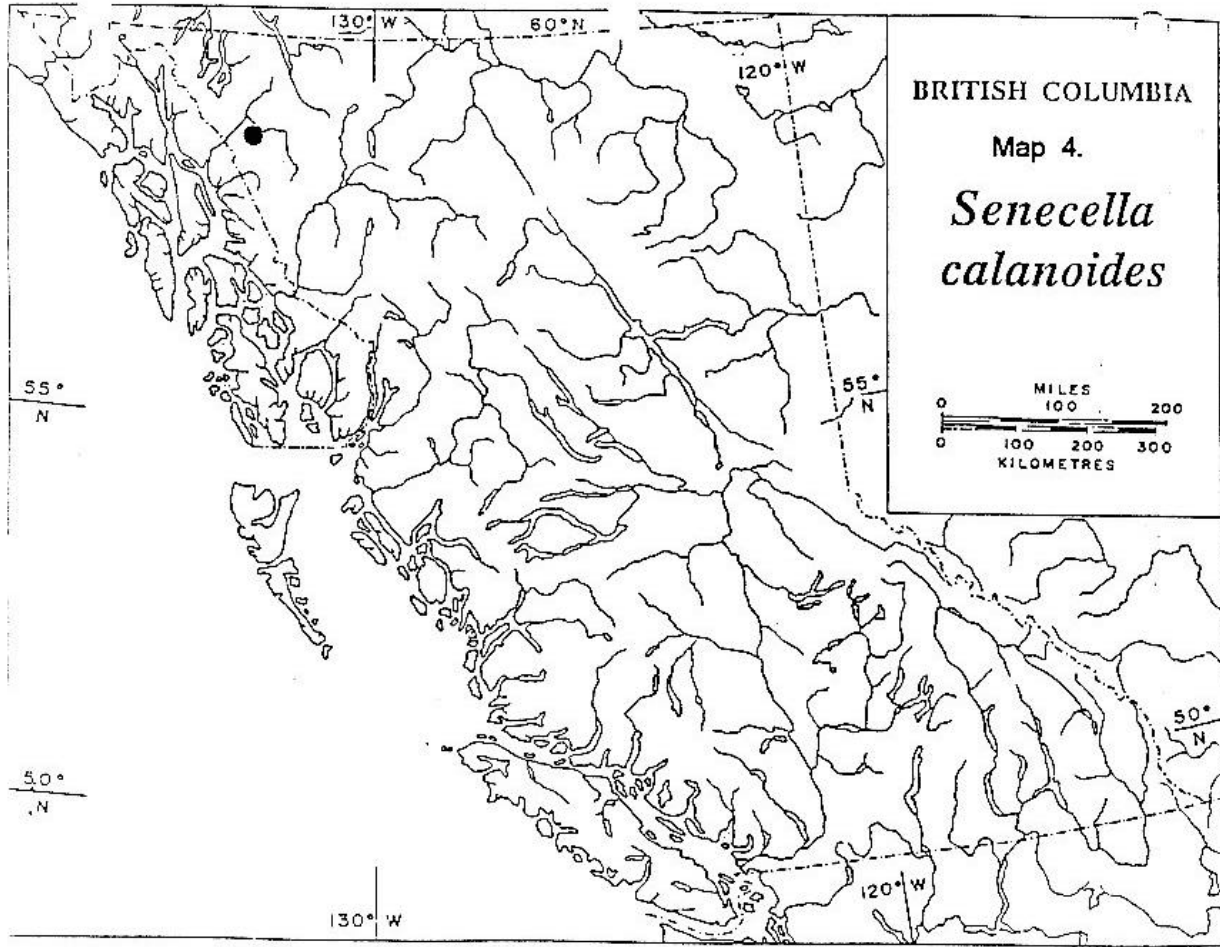 130° W
60° N
120° W
BRITISH COLUMBIA
Map 4.
Senecella
calanoides
55°
N
55°
N
MILES
0 100 200
0 100 200 300
KILOMETRES
50°
N
50°
N
130° W
120° W